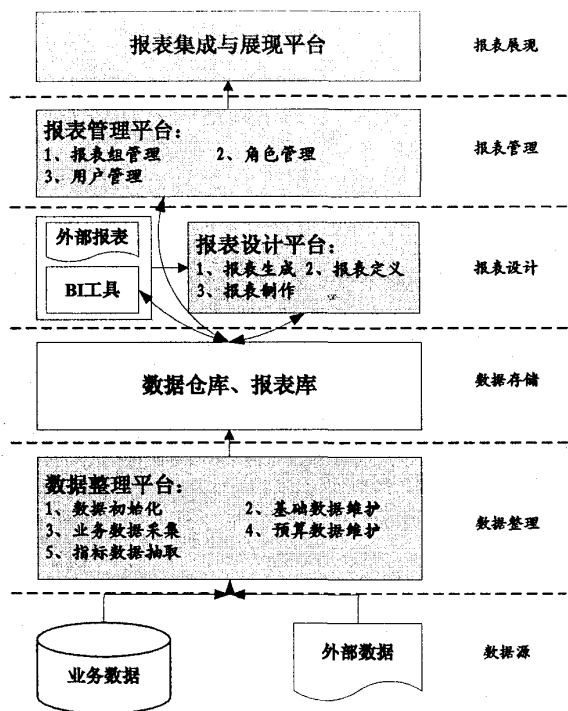 报表集成与展现平台
报表展现
报表管理平台:
1、报表组管理 2、角色管理
3、用户管理
报表管理
外部报表
BI工具
报表设计平台:
1、报表生成 2、报表定义
3、报表制作
报表设计
数据仓库、报表库
数据存储
数据整理平台:
1、数据初始化 2、基础数据维护
3、业务数据采集 4、预算数据维护
5、指标数据抽取
数据整理
业务数据
外部数据
数据源